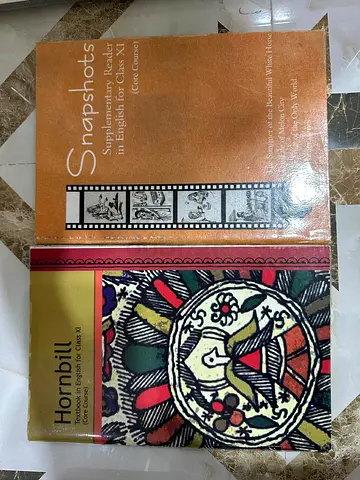 Snapshots
Supplementary Reader
in English for Class XI
(Core Course)
The Summer of the Beautiful White Horse
Hornbill
Textbook in English for Class XI
(Core Course)